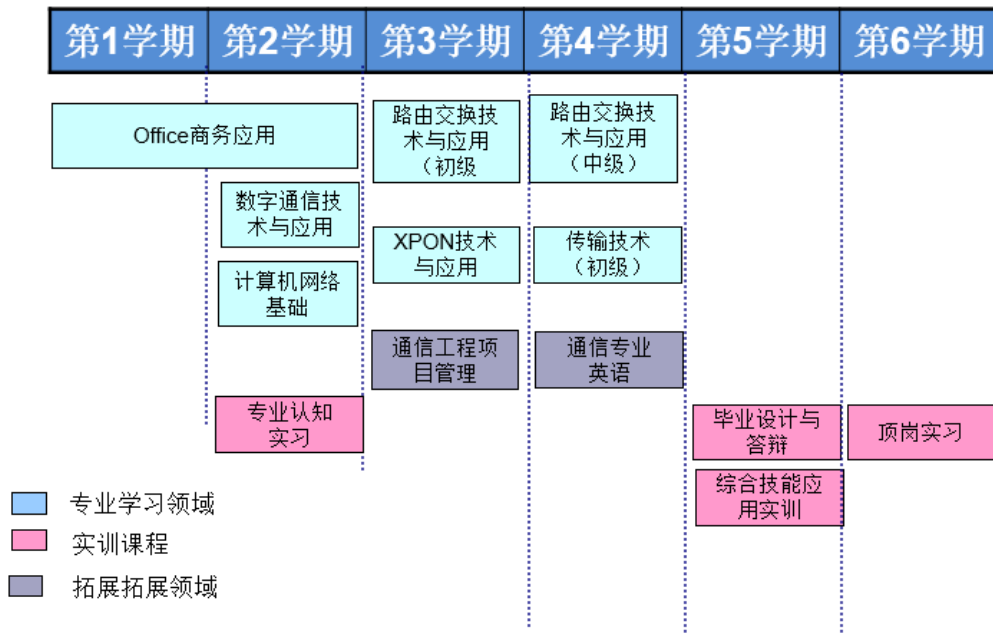 第1学期
第2学期
第3学期
第4学期
第5学期
第6学期
Office商务应用
路由交换技
术与应用
（初级
路由交换技
术与应用
（中级）
数字通信技
术与应用
XPON技术
与应用
传输技术
（初级）
计算机网络
基础
通信工程项
目管理
通信专业
英语
专业认知
实习
毕业设计与
答辩
顶岗实习
综合技能应
用实训
专业学习领域
实训课程
拓展拓展领域